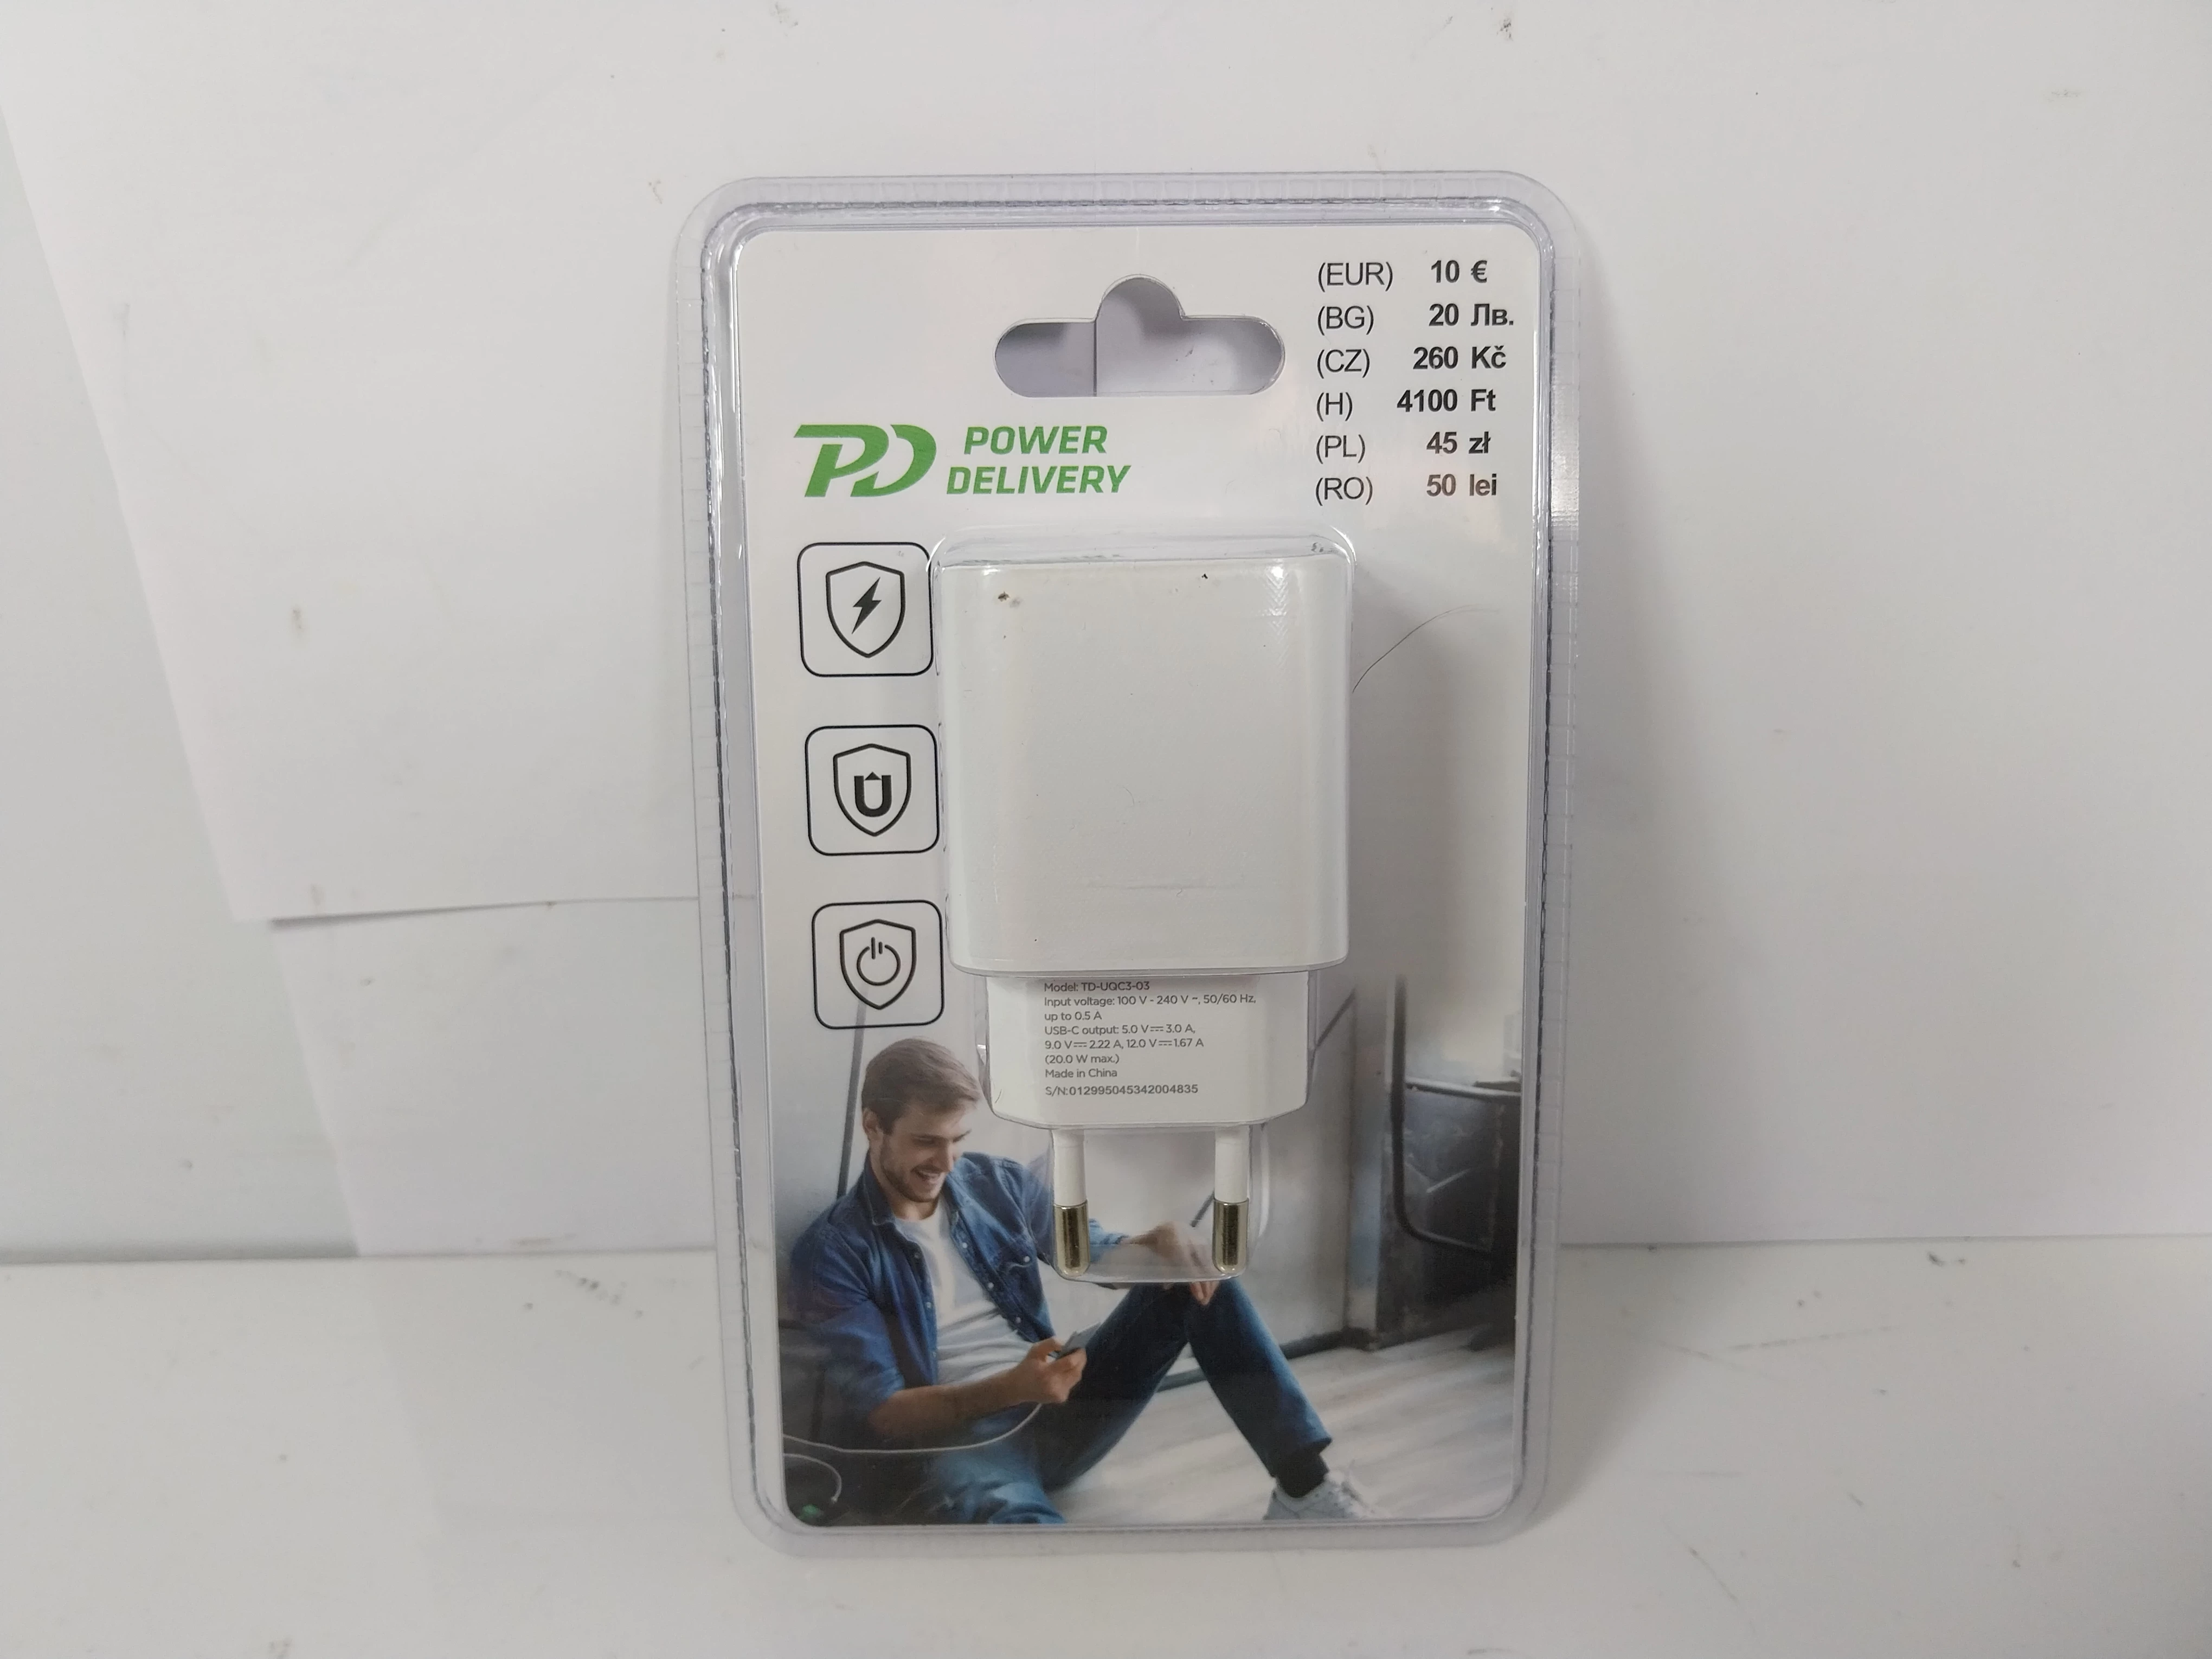 (EUR) 10 €
(BG) 20 Лв.
(CZ) 260 Kč
(H) 4100 Ft
(PL) 45 zł
(RO) 50 lei
PD POWER
DELIVERY
Model: TD-UQC3-03
Input voltage: 100 V - 240 V ~, 50/60 Hz,
up to 0.5 A
USB-C output: 5.0 V⎓3.0 A,
9.0 V⎓2.22 A, 12.0 V⎓1.67 A
(20.0 W max.)
Made in China
S/N:012995045342004835